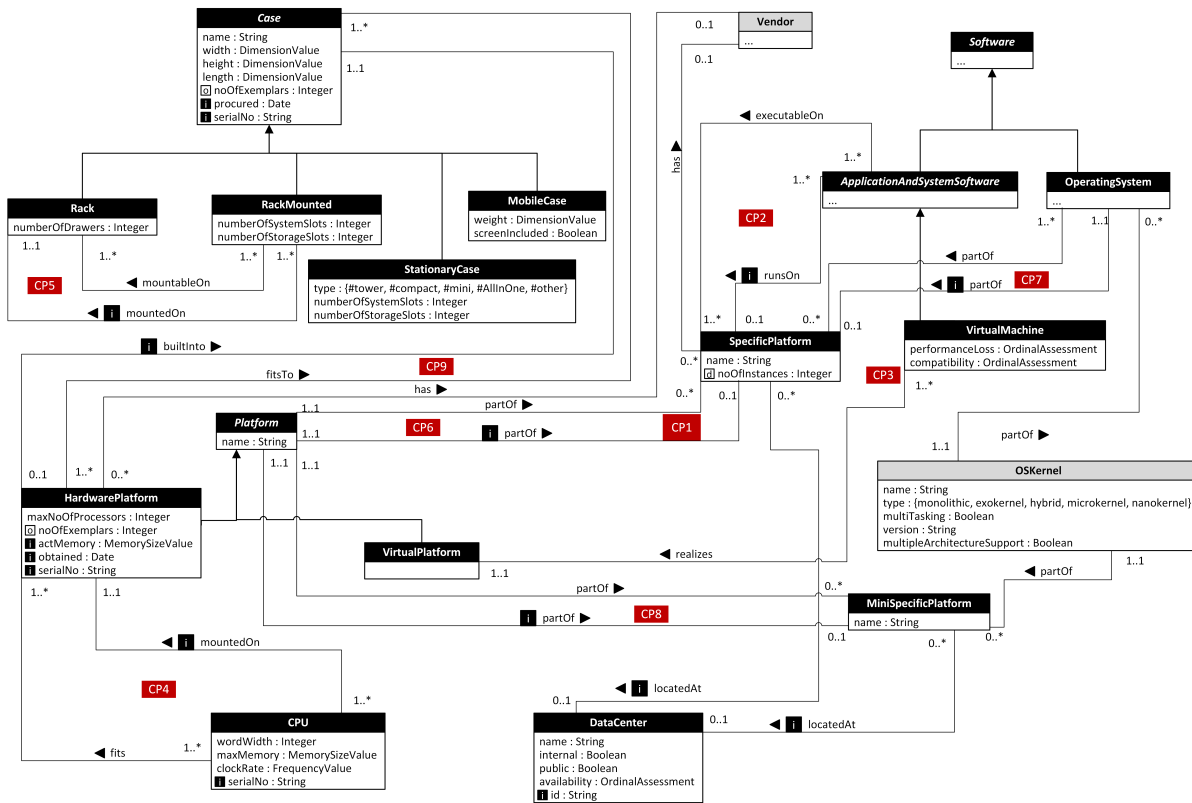 Case
name : String
width : DimensionValue
height : DimensionValue
length : DimensionValue
o noOfExemplars : Integer
i procured : Date
i serialNo : String
1..*
1..1
0..1
0..1
Vendor
...
Software
...
has
executableOn
1..*
1..*
ApplicationAndSystemSoftware
...
OperatingSystem
...
1..*
1..1
0..*
Rack
numberOfDrawers : Integer
RackMounted
numberOfSystemSlots : Integer
numberOfStorageSlots : Integer
MobileCase
weight : DimensionValue
screenIncluded : Boolean
1..1
1..*
1..*
1..*
CP5
mountableOn
i mountedOn
StationaryCase
type : {#tower, #compact, #mini, #AllInOne, #other}
numberOfSystemSlots : Integer
numberOfStorageSlots : Integer
CP2
i runsOn
partOf
CP7
i partOf
1..*
0..1
0..*
0..1
i builtInto
CP9
fitsTo
has
0..*
SpecificPlatform
name : String
d noOfInstances : Integer
VirtualMachine
performanceLoss : OrdinalAssessment
compatibility : OrdinalAssessment
CP3
1..*
0..*
0..1
0..*
1..1
partOf
Platform
name : String
1..1
CP6
i partOf
CP1
1..1
1..1
partOf
1..1
0..1
1..*
0..*
HardwarePlatform
maxNoOfProcessors : Integer
o noOfExemplars : Integer
i actMemory : MemorySizeValue
i obtained : Date
i serialNo : String
OSKernel
name : String
type : {monolithic, exokernel, hybrid, microkernel, nanokernel}
multiTasking : Boolean
version : String
multipleArchitectureSupport : Boolean
VirtualPlatform
realizes
1..1
1..1
partOf
1..*
1..1
partOf
0..*
MiniSpecificPlatform
name : String
i partOf
CP8
0..1
0..*
0..*
i mountedOn
CP4
1..*
i locatedAt
0..1
CPU
wordWidth : Integer
maxMemory : MemorySizeValue
clockRate : FrequencyValue
i serialNo : String
fits
1..*
DataCenter
name : String
internal : Boolean
public : Boolean
availability : OrdinalAssessment
i id : String
0..1
i locatedAt